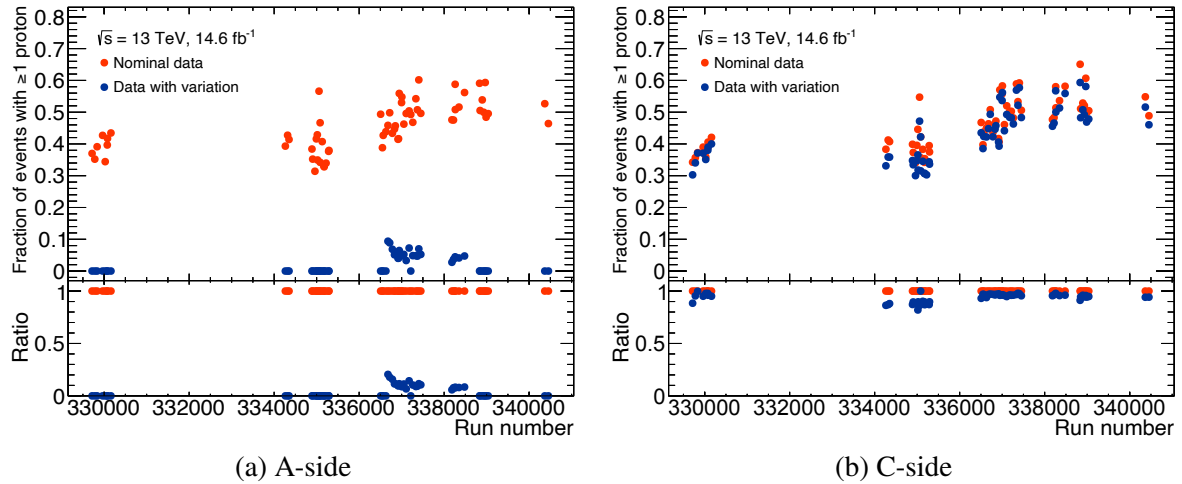 Fraction of events with ≥1 proton
0.8
0.7
0.6
0.5
0.4
0.3
0.2
0.1
0
√s = 13 TeV, 14.6 fb⁻¹
Nominal data
Data with variation
Ratio
1
0.5
0
330000 332000 334000 336000 338000 340000
Run number
(a) A-side
Fraction of events with ≥1 proton
0.8
0.7
0.6
0.5
0.4
0.3
0.2
0.1
0
√s = 13 TeV, 14.6 fb⁻¹
Nominal data
Data with variation
Ratio
1
0.5
0
330000 332000 334000 336000 338000 340000
Run number
(b) C-side